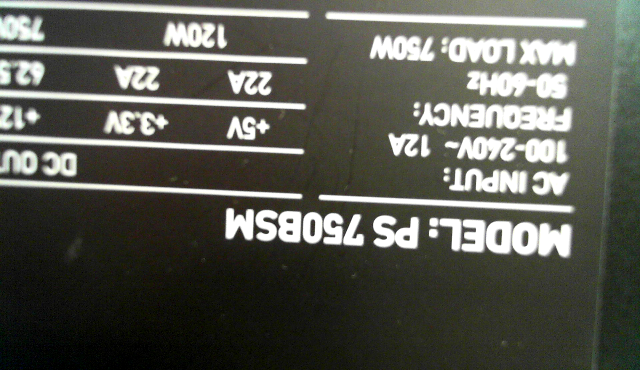 MODEL: PS 750BSM
AC INPUT:
100-240V~ 12A
FREQUENCY:
50-60Hz
MAX LOAD: 750W
DC OU
+5V +3.3V +12
22A 22A 62.5
120W 750